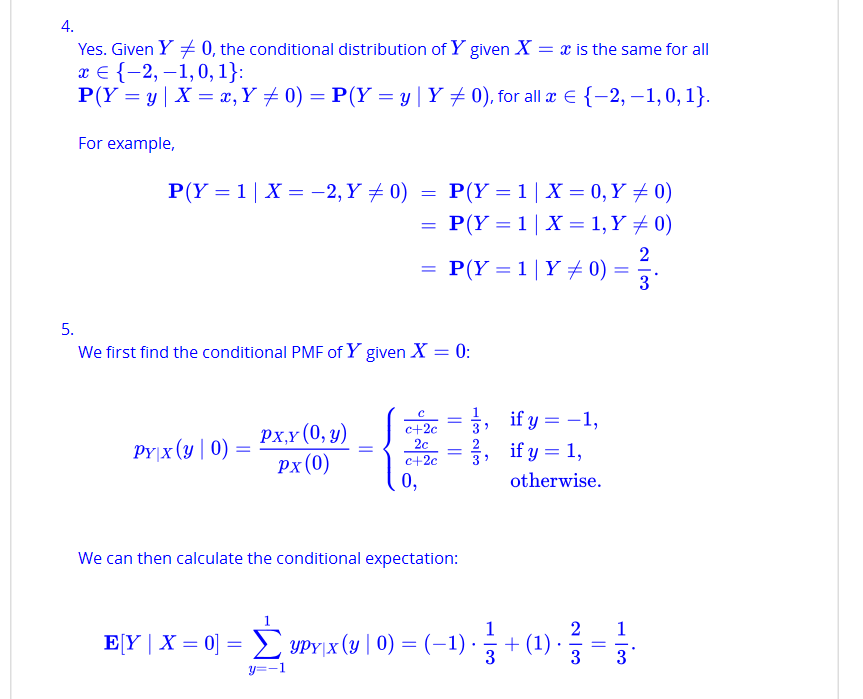 4.
Yes. Given Y ≠ 0, the conditional distribution of Y given X = x is the same for all
x ∈ {−2, −1, 0, 1}:
P(Y = y | X = x, Y ≠ 0) = P(Y = y | Y ≠ 0), for all x ∈ {−2, −1, 0, 1}.
For example,
P(Y = 1 | X = −2, Y ≠ 0) = P(Y = 1 | X = 0, Y ≠ 0)
= P(Y = 1 | X = 1, Y ≠ 0)
= P(Y = 1 | Y ≠ 0) = 2/3.
5.
We first find the conditional PMF of Y given X = 0:
p_{Y|X}(y | 0) = p_{X,Y}(0, y) / p_X(0) = { c/(c+2c) = 1/3, if y = −1,
2c/(c+2c) = 2/3, if y = 1,
0, otherwise.
We can then calculate the conditional expectation:
E[Y | X = 0] = ∑_{y=−1}^{1} y p_{Y|X}(y | 0) = (−1) · 1/3 + (1) · 2/3 = 1/3.